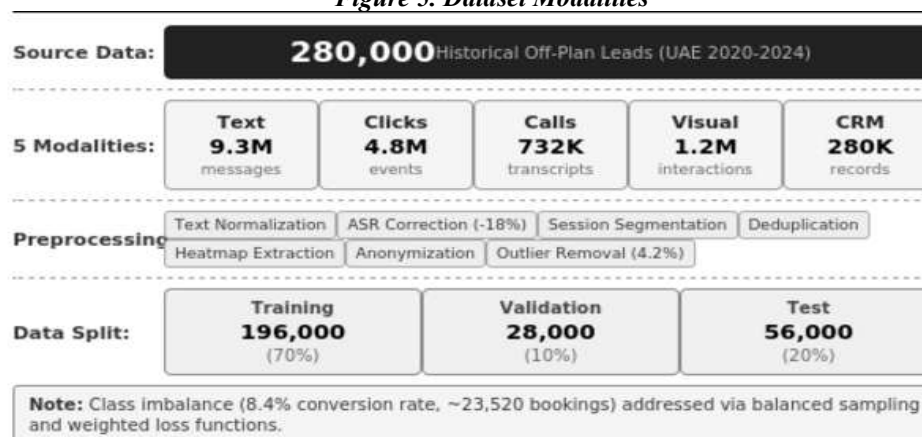 Figure 3. Dataset Modalities
Source Data: 280,000 Historical Off-Plan Leads (UAE 2020-2024)
5 Modalities:
Text Clicks Calls Visual CRM
9.3M 4.8M 732K 1.2M 280K
messages events transcripts interactions records
Preprocessing
Text Normalization ASR Correction (-18%) Session Segmentation Deduplication
Heatmap Extraction Anonymization Outlier Removal (4.2%)
Data Split:
Training Validation Test
196,000 28,000 56,000
(70%) (10%) (20%)
Note: Class imbalance (8.4% conversion rate, ~23,520 bookings) addressed via balanced sampling
and weighted loss functions.